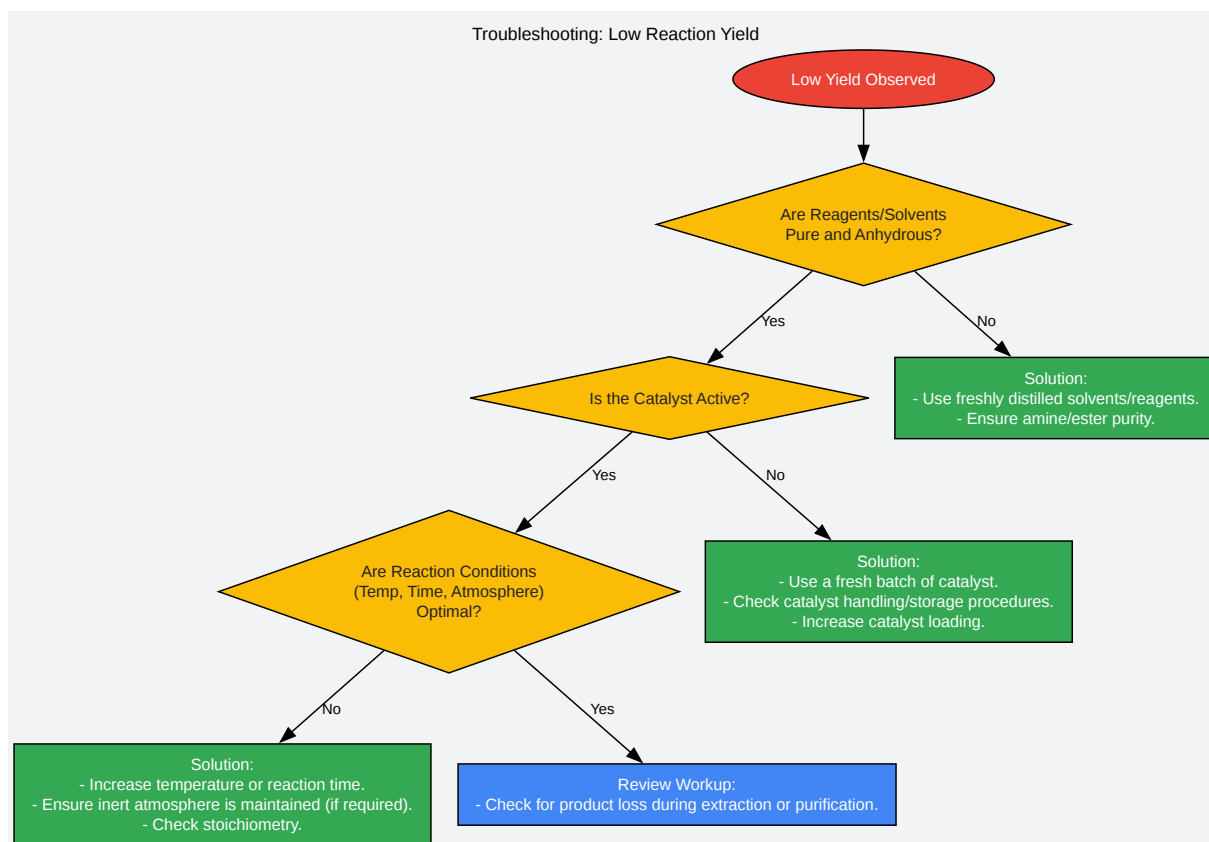 Troubleshooting: Low Reaction Yield
Low Yield Observed
Are Reagents/Solvents
Pure and Anhydrous?
Yes
No
Is the Catalyst Active?
Solution:
- Use freshly distilled solvents/reagents.
- Ensure amine/ester purity.
Yes
No
Are Reaction Conditions
(Temp, Time, Atmosphere)
Optimal?
Solution:
- Use a fresh batch of catalyst.
- Check catalyst handling/storage procedures.
- Increase catalyst loading.
No
Yes
Solution:
- Increase temperature or reaction time.
- Ensure inert atmosphere is maintained (if required).
- Check stoichiometry.
Review Workup:
- Check for product loss during extraction or purification.